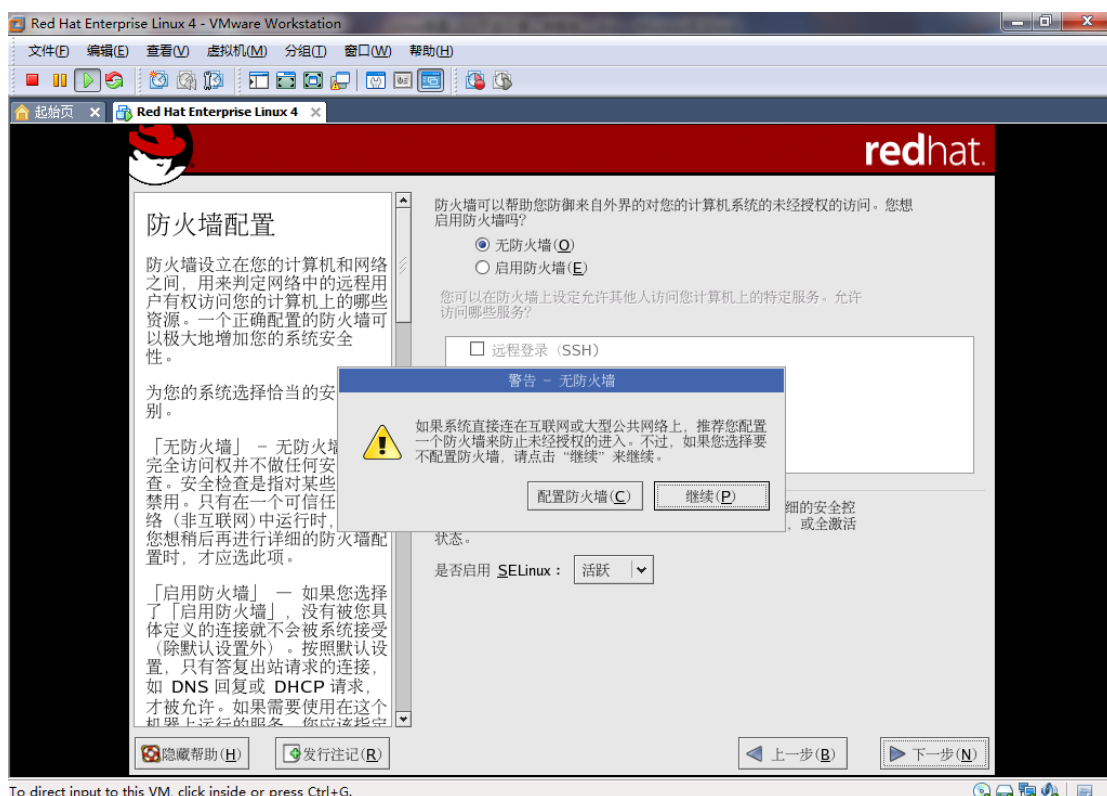 Red Hat Enterprise Linux 4 - VMware Workstation
文件(F) 编辑(E) 查看(V) 虚拟机(M) 分组(T) 窗口(W) 帮助(H)
起始页
Red Hat Enterprise Linux 4
redhat.
防火墙配置
防火墙设立在您的计算机和网络
之间，用来判定网络中的远程用
户有权访问您的计算机上的哪些
资源。一个正确配置的防火墙可
以极大地增加您的系统安全
性。
为您的系统选择恰当的安
别。
「无防火墙」 － 无防火墙
完全访问权并不做任何安
查。安全检查是指对某些
禁用。只有在一个可信任
络（非互联网)中运行时，
您想稍后再进行详细的防火墙配
置时，才应选此项。
「启用防火墙」 — 如果您选择
了「启用防火墙」，没有被您具
体定义的连接就不会被系统接受
（除默认设置外）。按照默认设
置，只有答复出站请求的连接，
如 DNS 回复或 DHCP 请求，
才被允许。如果需要使用在这个
机器上运行的服务，您应该指定
防火墙可以帮助您防御来自外界的对您的计算机系统的未经授权的访问。您想
启用防火墙吗?
无防火墙(O)
启用防火墙(E)
您可以在防火墙上设定允许其他人访问您计算机上的特定服务。允许
访问哪些服务?
远程登录（SSH）
警告 － 无防火墙
如果系统直接连在互联网或大型公共网络上，推荐您配置
一个防火墙来防止未经授权的进入。不过，如果您选择要
不配置防火墙，请点击“继续”来继续。
配置防火墙(C)
继续(P)
细的安全控
，或全激活
状态。
是否启用 SELinux： 活跃
隐藏帮助(H)
发行注记(R)
上一步(B)
下一步(N)
To direct input to this VM, click inside or press Ctrl+G.